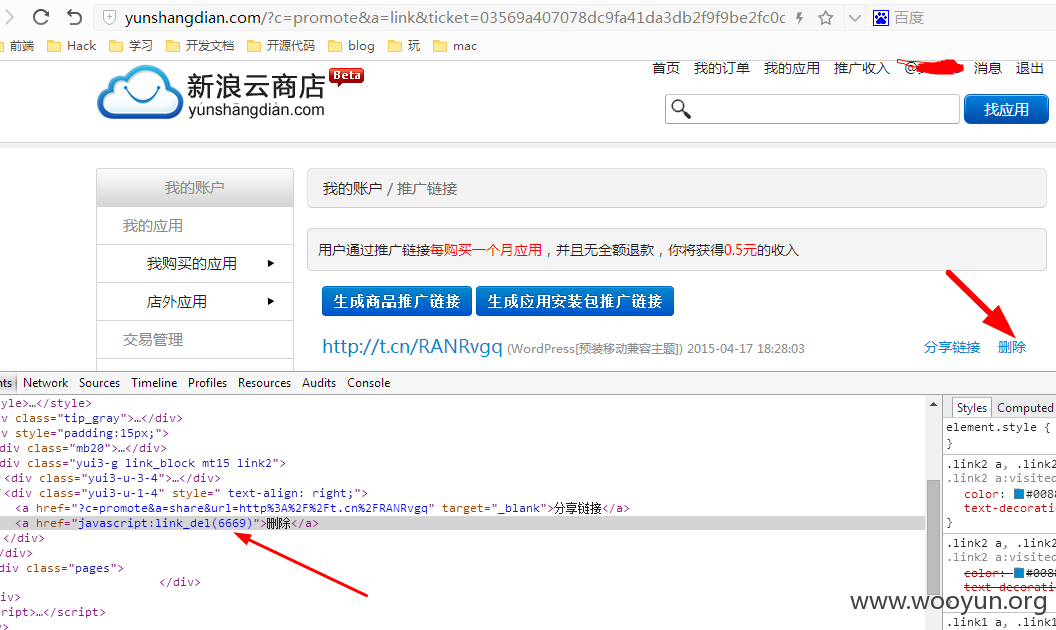 yunshangdian.com/?c=promote&a=link&ticket=03569a407078dc9fa41da3db2f9f9be2fc0c
百度
前端 Hack 学习 开发文档 开源代码 blog 玩 mac
首页 我的订单 我的应用 推广收入 @ 消息 退出
新浪云商店 Beta
yúnshāngdiàn.com
找应用
我的账户
我的账户 / 推广链接
我的应用
用户通过推广链接每购买一个月应用，并且无全额退款，你将获得0.5元的收入
我购买的应用
生成商品推广链接 生成应用安装包推广链接
店外应用
交易管理
http://t.cn/RANRvgq (WordPress[预装移动兼容主题]) 2015-04-17 18:28:03 分享链接 删除
nts Network Sources Timeline Profiles Resources Audits Console
yle>…</style>
v class="tip_gray">…</div>
v style="padding:15px;">
div class="mb20">…</div>
div class="yui3-g link_block mt15 link2">
<div class="yui3-u-3-4">…</div>
<div class="yui3-u-1-4" style=" text-align: right;">
<a href="?c=promote&a=share&url=http%3A%2F%2Ft.cn%2FRANRvgq" target="_blank">分享链接</a>
<a href="javascript:link_del(6669)">删除</a>
</div>
/div>
div class="pages">
</div>
iv>
ript>…</script>
>
Styles Computed
element.style {
}
.link2 a, .link2
.link2 a:visited
color: #008
text-decorati
}
.link2 a, .link2
.link2 a:visited
color: #008
text-decorati
.link1 a, .link1
www.wooyun.org